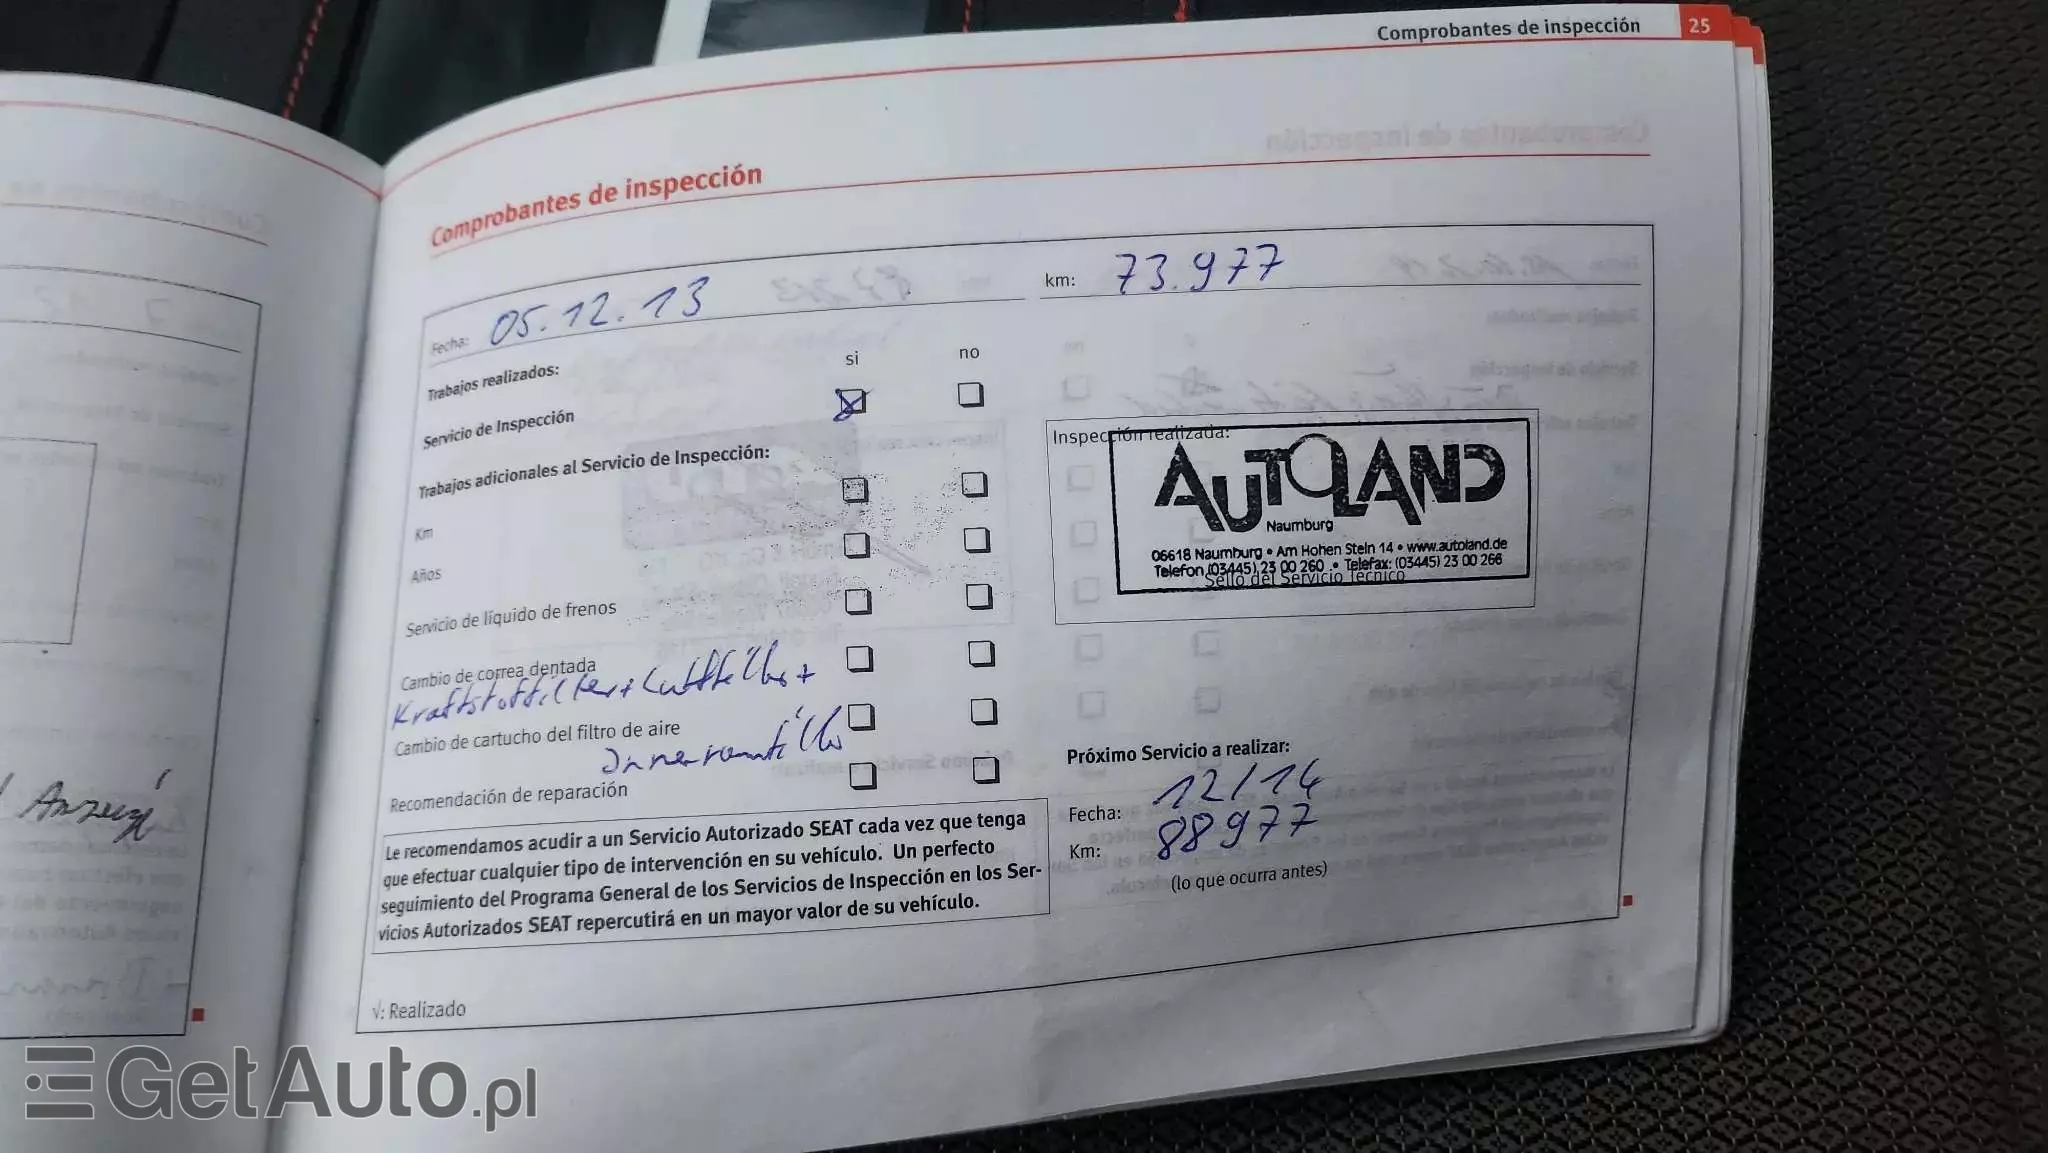 Comprobantes de inspección 25
Comprobantes de inspección
Fecha: 05.12.13 km: 73.977
Trabajos realizados: si no
Servicio de Inspección
Trabajos adicionales al Servicio de Inspección:
Km
Años
Servicio de líquido de frenos
Cambio de correa dentada
Kraftstofffilter + Luftfilter +
Cambio de cartucho del filtro de aire
Innenraumfilter
Recomendación de reparación
Le recomendamos acudir a un Servicio Autorizado SEAT cada vez que tenga
que efectuar cualquier tipo de intervención en su vehículo. Un perfecto
seguimiento del Programa General de los Servicios de Inspección en los Ser-
vicios Autorizados SEAT repercutirá en un mayor valor de su vehículo.
√: Realizado
Inspección realizada:
AUTOLAND
Naumburg
06618 Naumburg • Am Hohen Stein 14 • www.autoland.de
Telefon (03445) 23 00 260 • Telefax: (03445) 23 00 266
Sello del Servicio Técnico
Próximo Servicio a realizar:
Fecha: 12/14
Km: 88977
(lo que ocurra antes)
GetAuto.pl